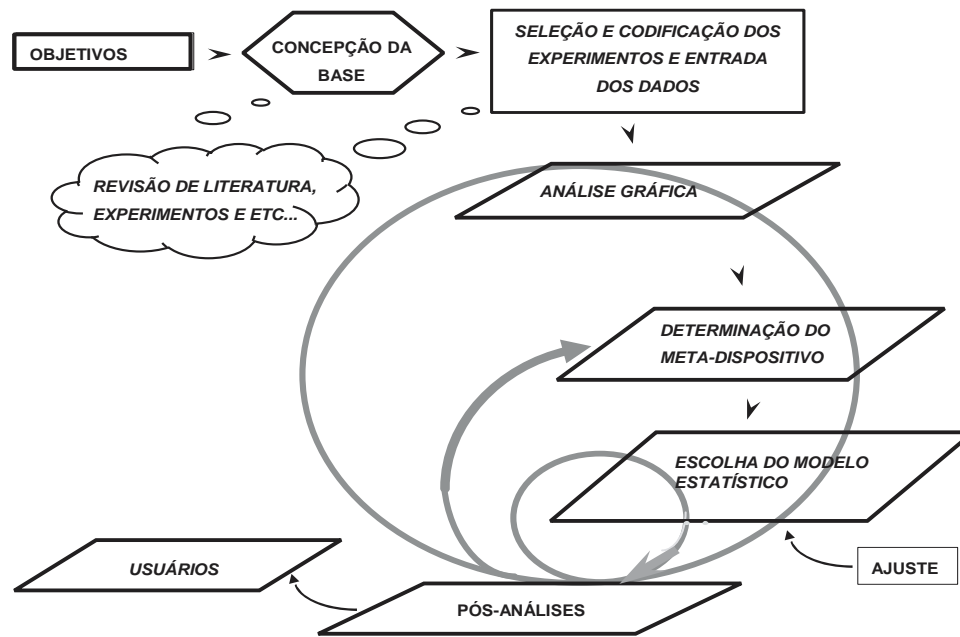 OBJETIVOS
CONCEPÇÃO DA
BASE
SELEÇÃO E CODIFICAÇÃO DOS
EXPERIMENTOS E ENTRADA
DOS DADOS
REVISÃO DE LITERATURA,
EXPERIMENTOS E ETC...
ANÁLISE GRÁFICA
DETERMINAÇÃO DO
META-DISPOSITIVO
ESCOLHA DO MODELO
ESTATÍSTICO
AJUSTE
USUÁRIOS
PÓS-ANÁLISES